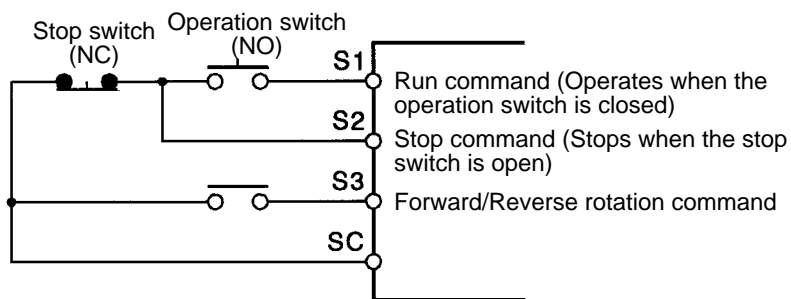 Stop switch
(NC)
Operation switch
(NO)
S1
Run command (Operates when the
operation switch is closed)
S2
Stop command (Stops when the stop
switch is open)
S3
Forward/Reverse rotation command
SC